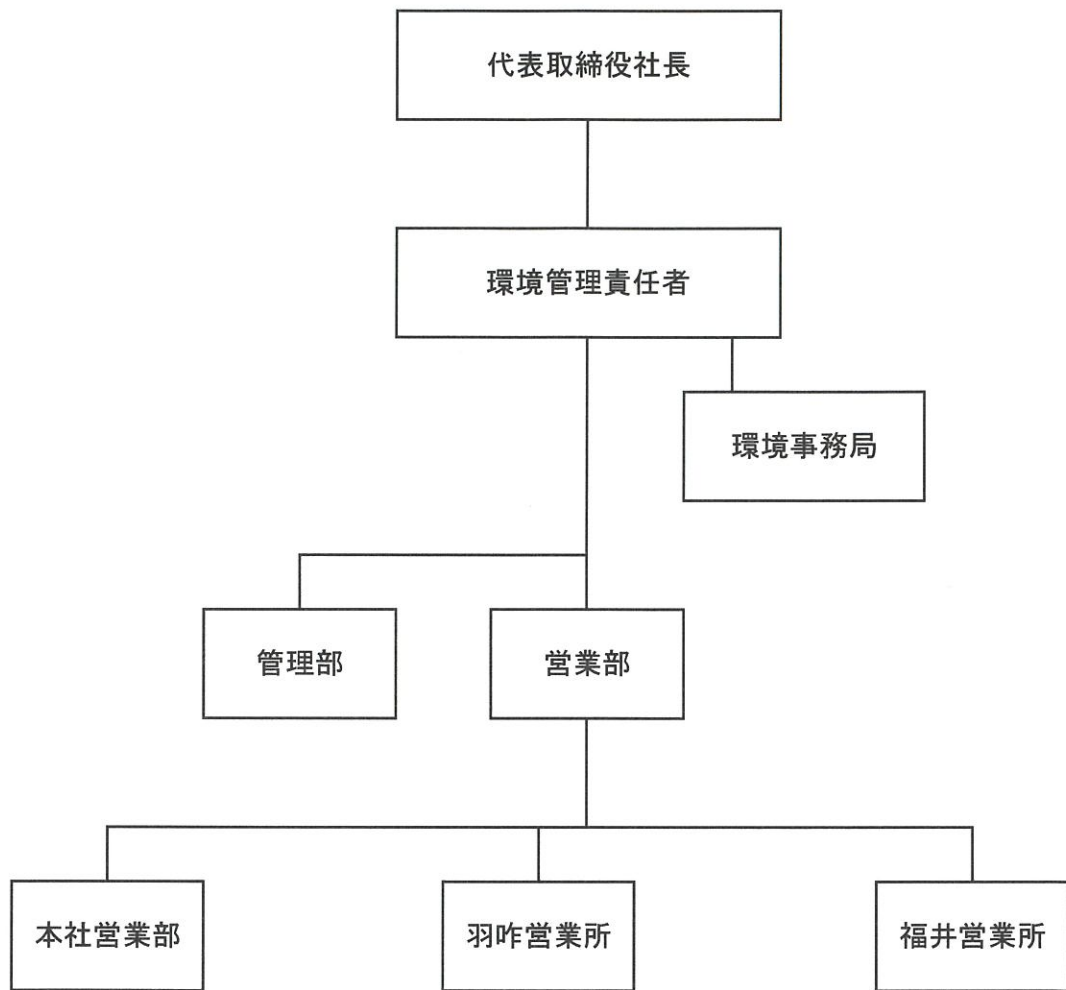 代表取締役社長
環境管理責任者
環境事務局
管理部
営業部
本社営業部
羽咋営業所
福井営業所